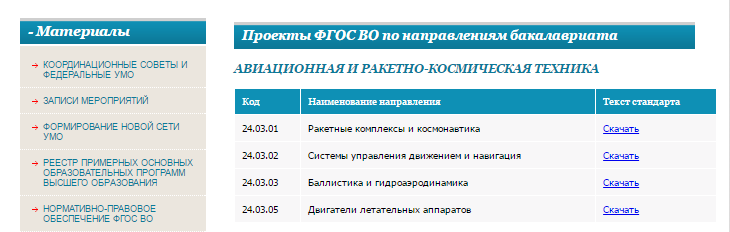 - Материалы
КООРДИНАЦИОННЫЕ СОВЕТЫ И
ФЕДЕРАЛЬНЫЕ УМО
ЗАПИСИ МЕРОПРИЯТИЙ
ФОРМИРОВАНИЕ НОВОЙ СЕТИ
УМО
РЕЕСТР ПРИМЕРНЫХ ОСНОВНЫХ
ОБРАЗОВАТЕЛЬНЫХ ПРОГРАММ
ВЫСШЕГО ОБРАЗОВАНИЯ
НОРМАТИВНО-ПРАВОВОЕ
ОБЕСПЕЧЕНИЕ ФГОС ВО
Проекты ФГОС ВО по направлениям бакалавриата
АВИАЦИОННАЯ И РАКЕТНО-КОСМИЧЕСКАЯ ТЕХНИКА
Код Наименование направления Текст стандарта
24.03.01 Ракетные комплексы и космонавтика Скачать
24.03.02 Системы управления движением и навигация Скачать
24.03.03 Баллистика и гидроаэродинамика Скачать
24.03.05 Двигатели летательных аппаратов Скачать